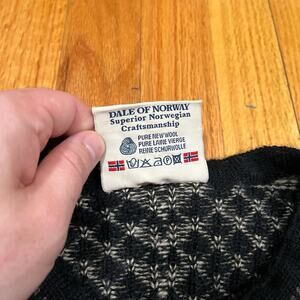 DALE OF NORWAY
Superior Norwegian
Craftsmanship
PURE NEW WOOL
PURE LAINE VIERGE
REINE SCHURWOLLE